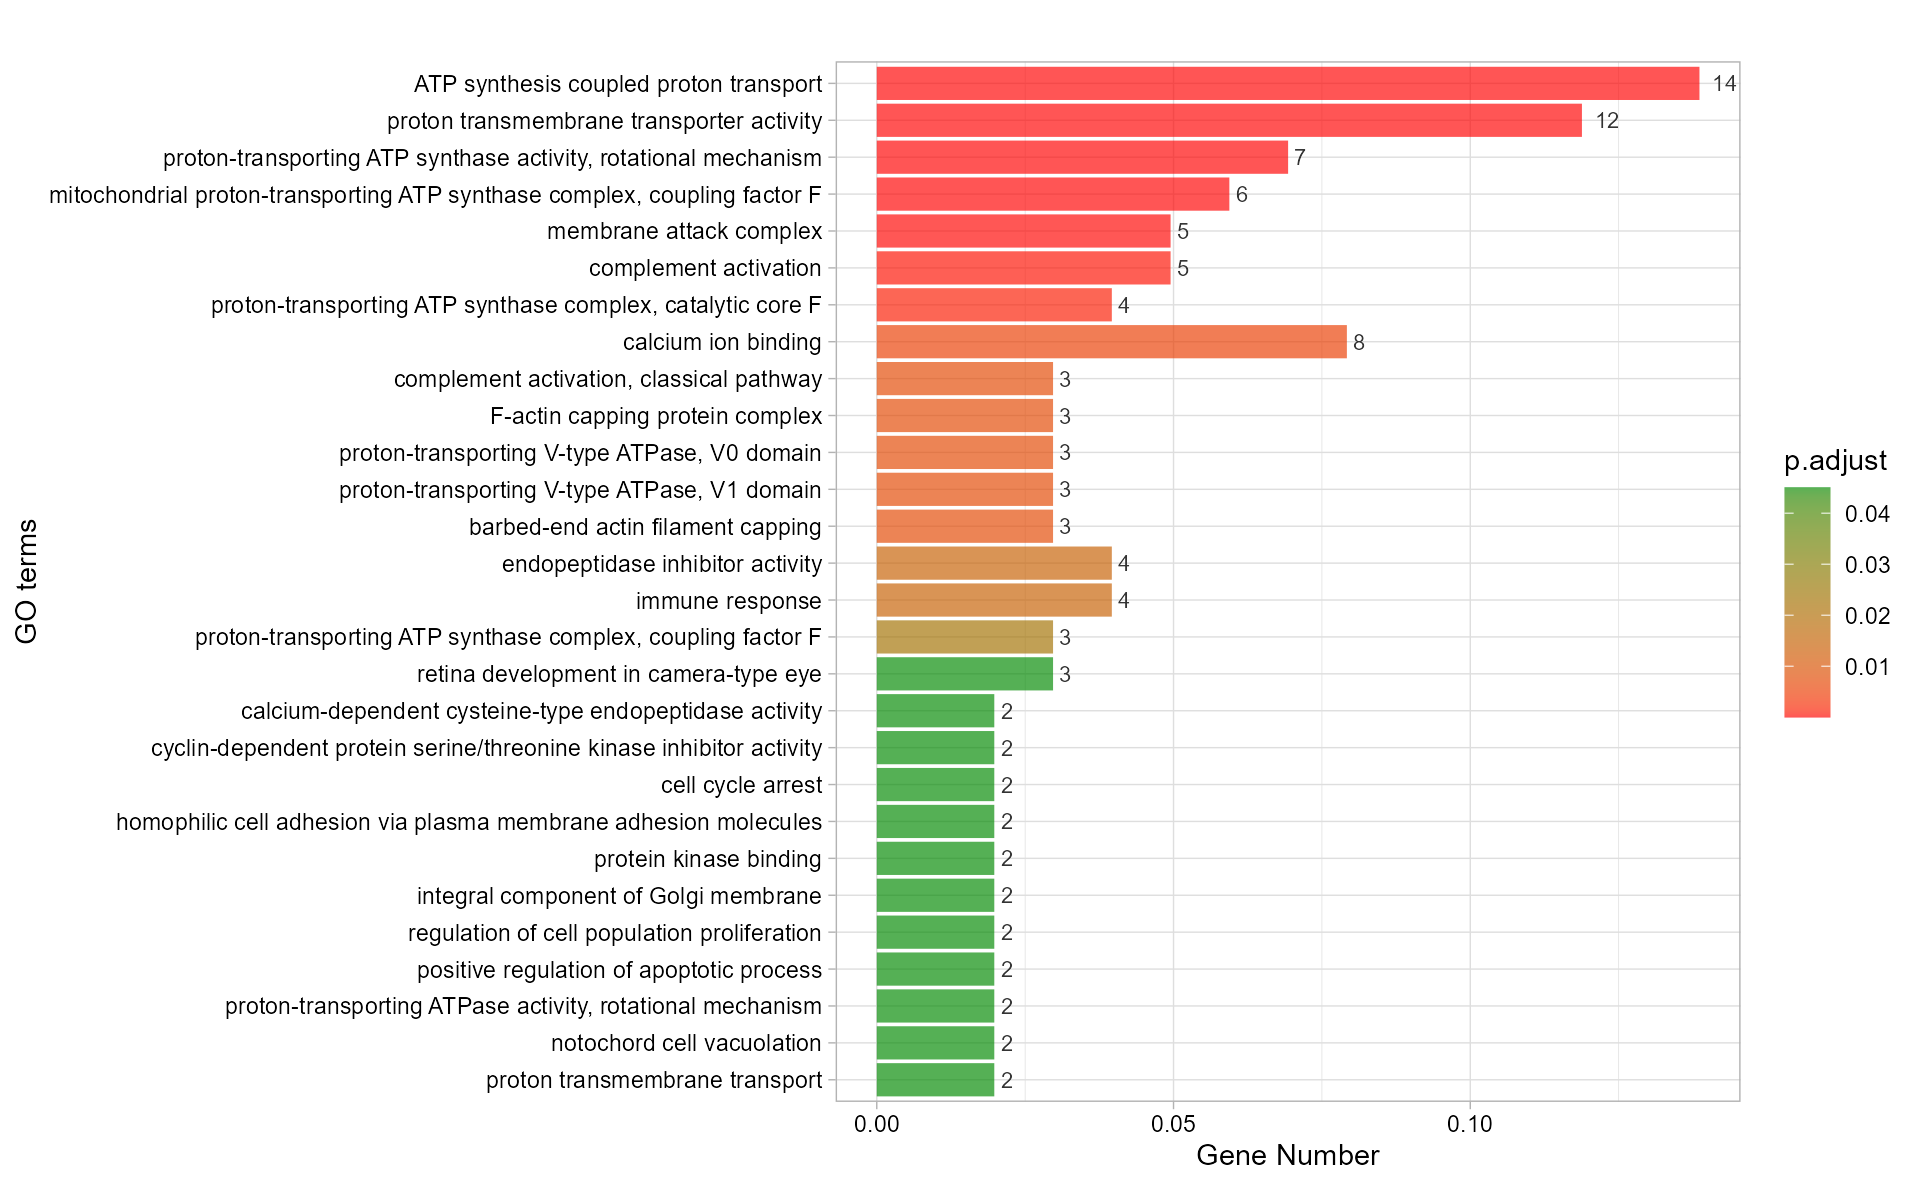 ATP synthesis coupled proton transport 14
proton transmembrane transporter activity 12
proton-transporting ATP synthase activity, rotational mechanism 7
mitochondrial proton-transporting ATP synthase complex, coupling factor F 6
membrane attack complex 5
complement activation 5
proton-transporting ATP synthase complex, catalytic core F 4
calcium ion binding 8
complement activation, classical pathway 3
F-actin capping protein complex 3
proton-transporting V-type ATPase, V0 domain 3
proton-transporting V-type ATPase, V1 domain 3
barbed-end actin filament capping 3
endopeptidase inhibitor activity 4
immune response 4
proton-transporting ATP synthase complex, coupling factor F 3
retina development in camera-type eye 3
calcium-dependent cysteine-type endopeptidase activity 2
cyclin-dependent protein serine/threonine kinase inhibitor activity 2
cell cycle arrest 2
homophilic cell adhesion via plasma membrane adhesion molecules 2
protein kinase binding 2
integral component of Golgi membrane 2
regulation of cell population proliferation 2
positive regulation of apoptotic process 2
proton-transporting ATPase activity, rotational mechanism 2
notochord cell vacuolation 2
proton transmembrane transport 2
0.00 0.05 0.10
Gene Number
GO terms
p.adjust
0.04
0.03
0.02
0.01